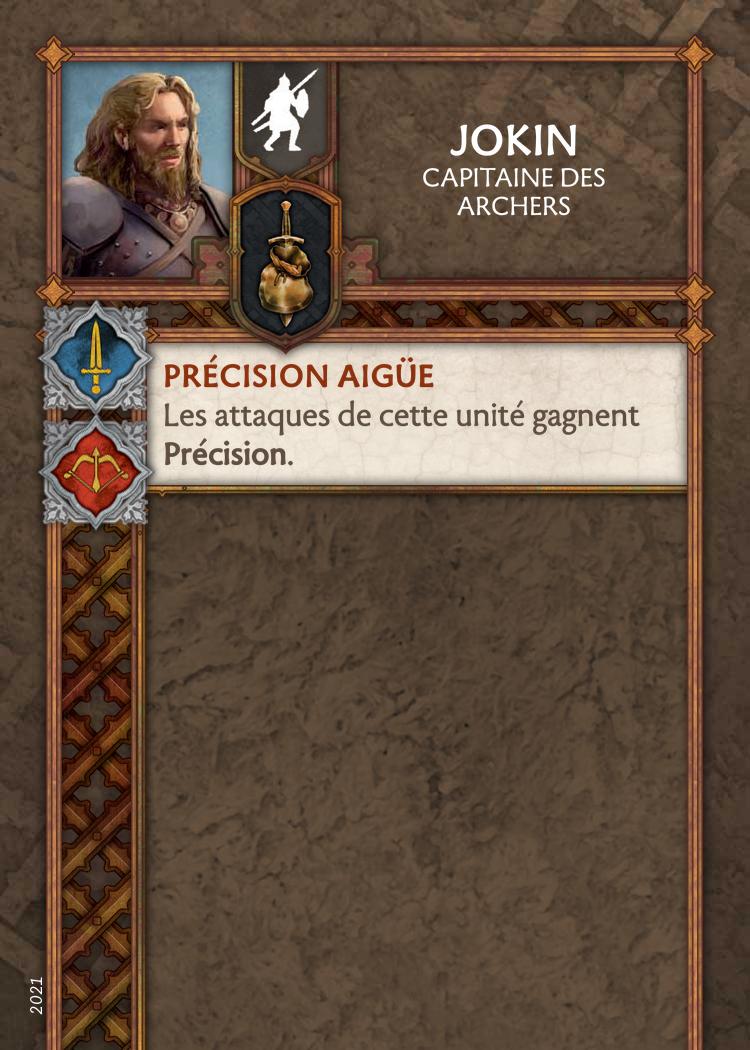 JOKIN
CAPITAINE DES
ARCHERS
PRÉCISION AIGÜE
Les attaques de cette unité gagnent
Précision.
2021